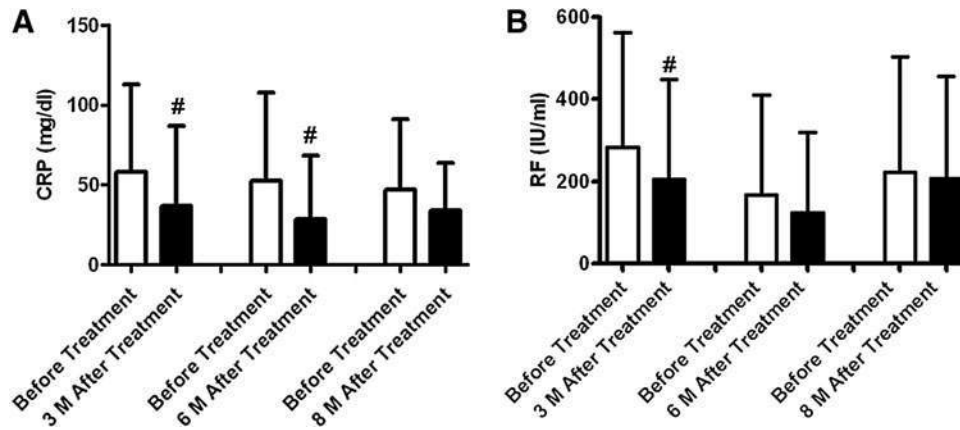 A
CRP (mg/dl)
150
100
50
0
#
#
Before Treatment
3 M After Treatment
Before Treatment
6 M After Treatment
Before Treatment
8 M After Treatment
B
RF (IU/ml)
600
400
200
0
#
Before Treatment
3 M After Treatment
Before Treatment
6 M After Treatment
Before Treatment
8 M After Treatment